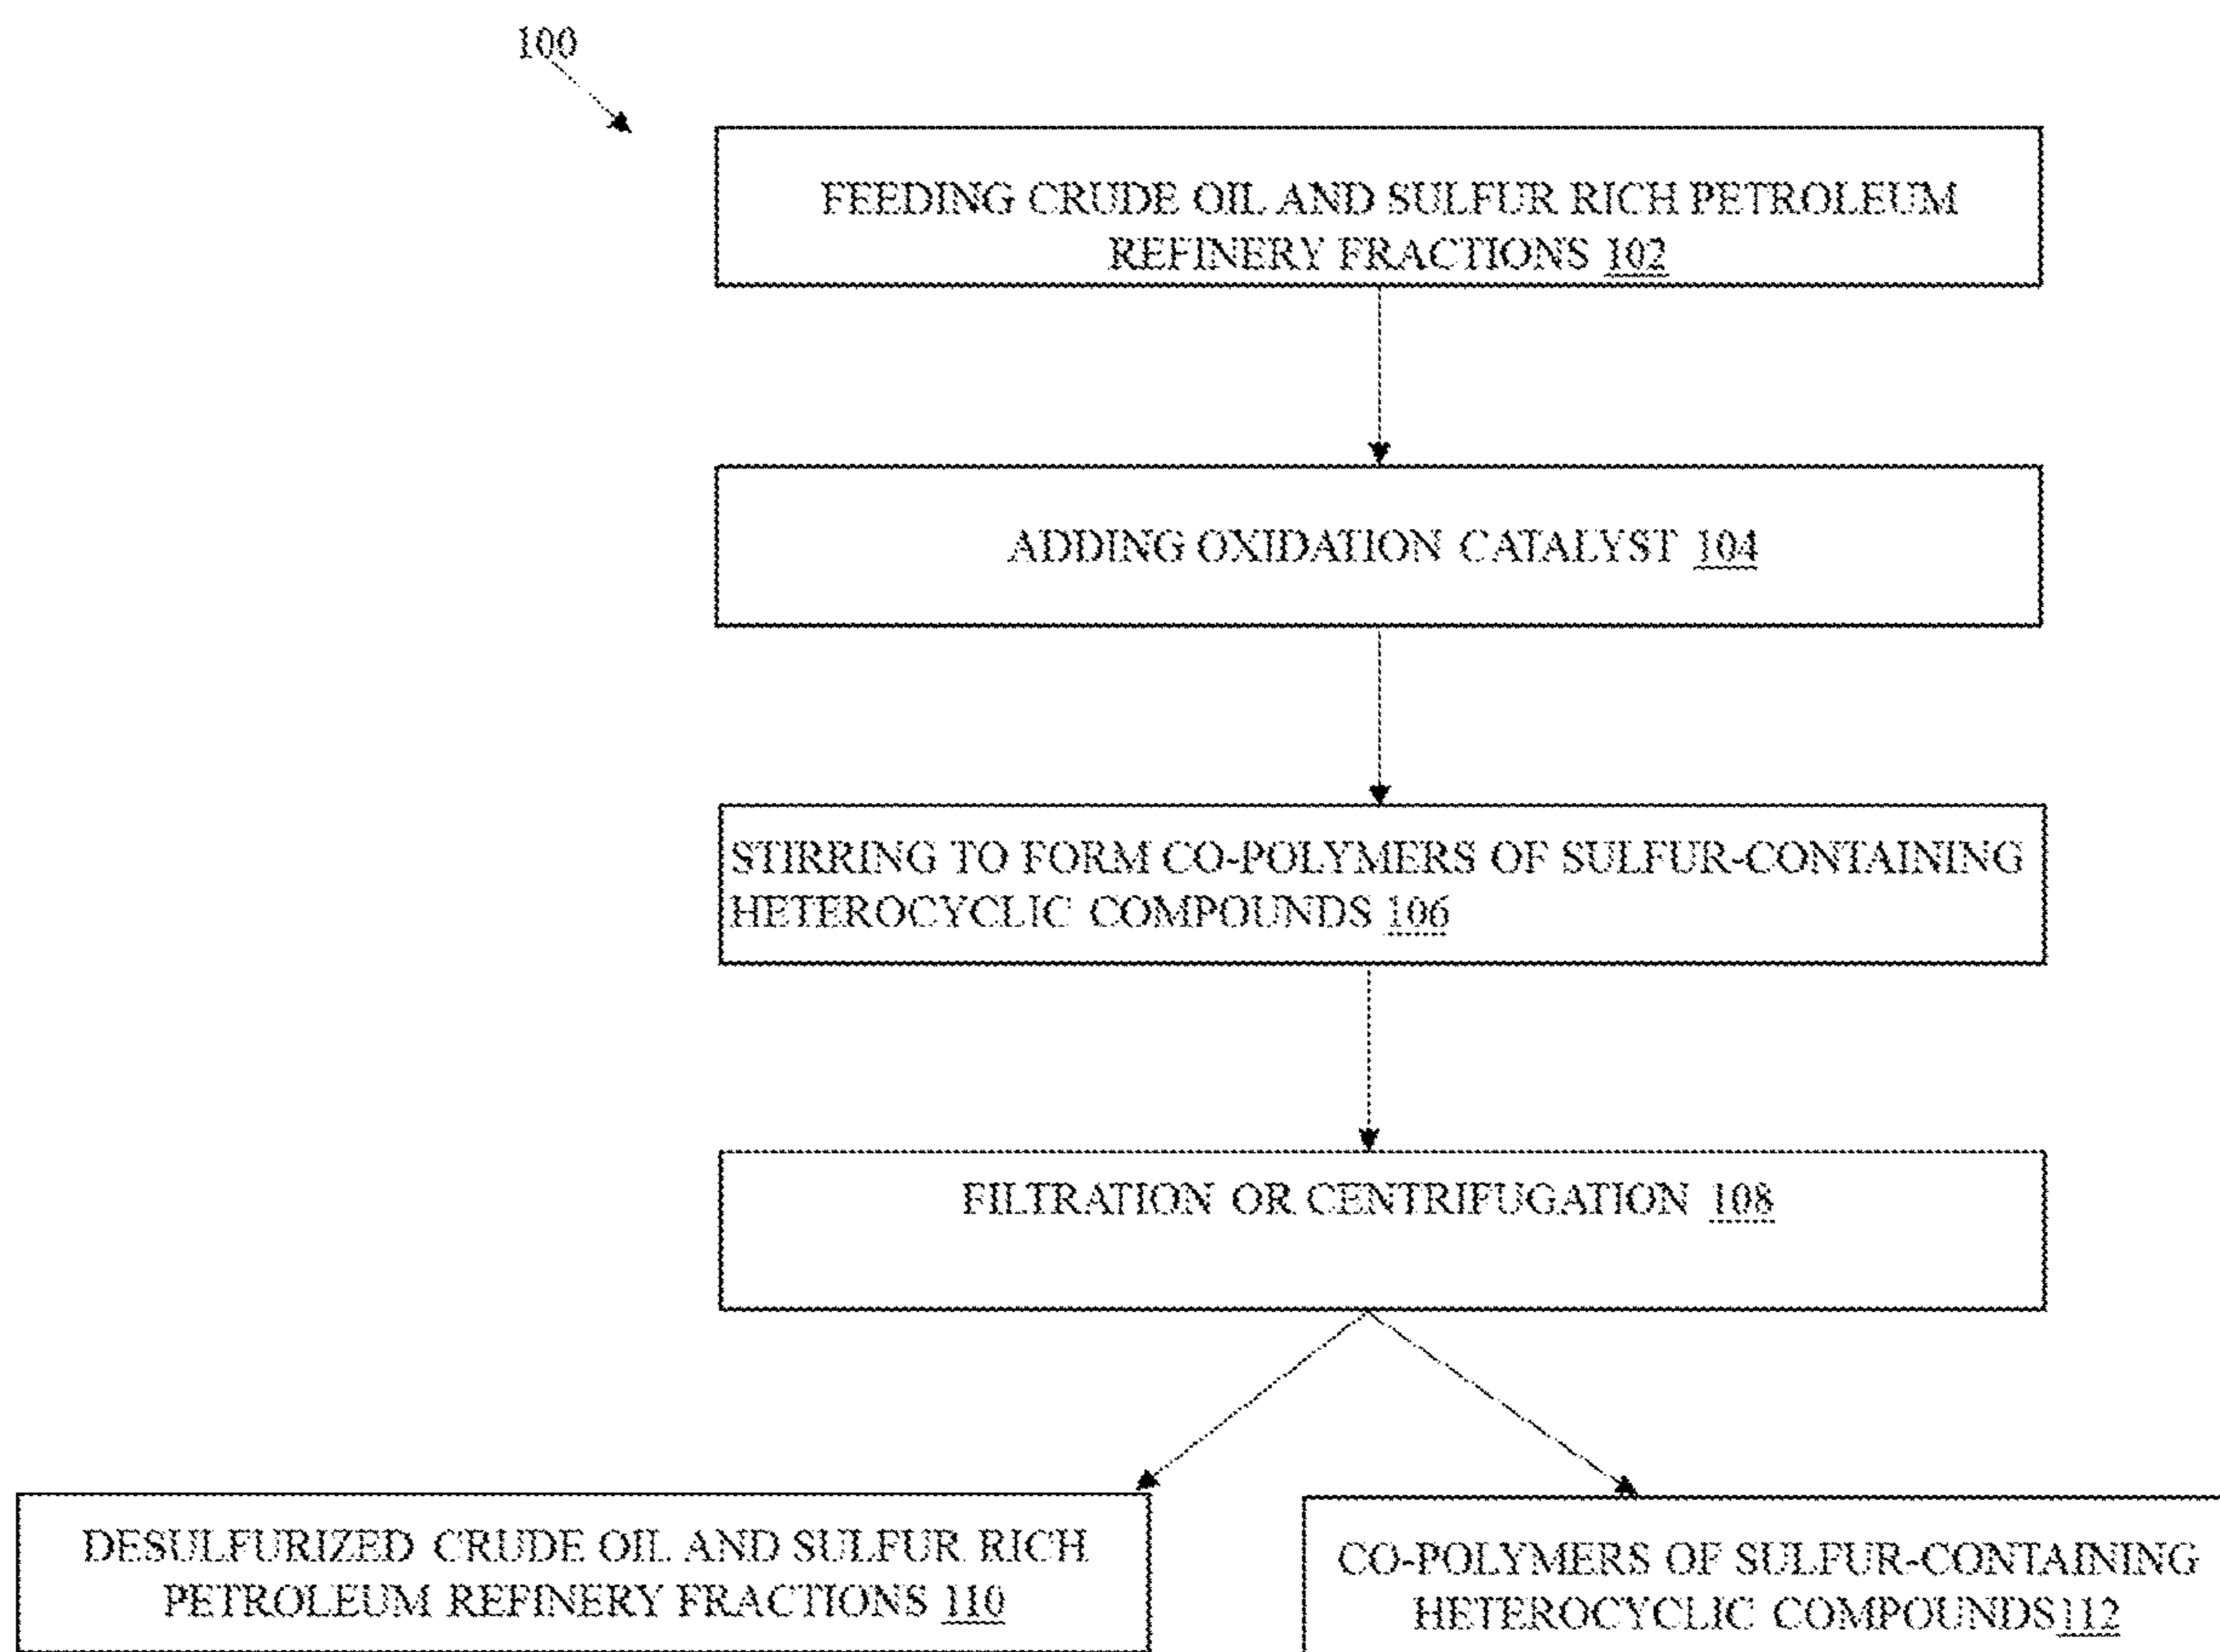 100
FEEDING CRUDE OIL AND SULFUR RICH PETROLEUM
REFINERY FRACTIONS 102
ADDING OXIDATION CATALYST 104
STIRRING TO FORM CO-POLYMERS OF SULFUR-CONTAINING
HETEROCYCLIC COMPOUNDS 106
FILTRATION OR CENTRIFUGATION 108
DESULFURIZED CRUDE OIL AND SULFUR RICH
PETROLEUM REFINERY FRACTIONS 110
CO-POLYMERS OF SULFUR-CONTAINING
HETEROCYCLIC COMPOUNDS112